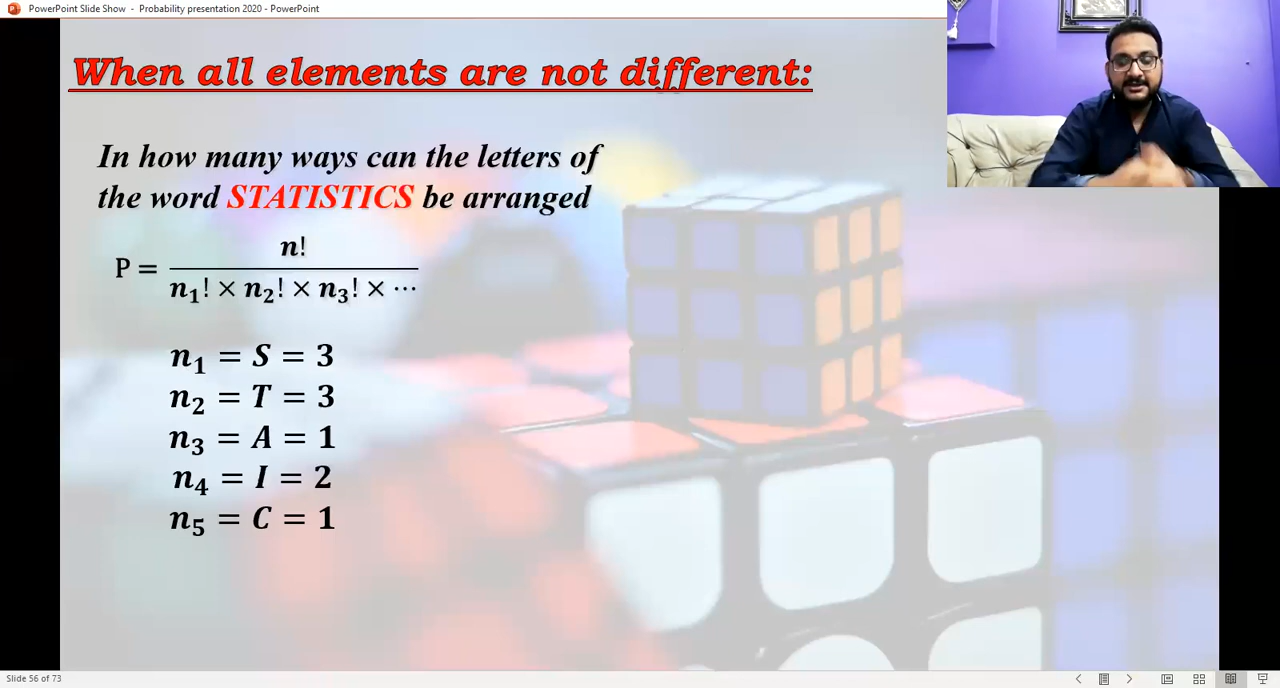 PowerPoint Slide Show - Probability presentation 2020 - PowerPoint
When all elements are not different:
In how many ways can the letters of
the word STATISTICS be arranged
P = n! / n₁! × n₂! × n₃! × ⋯
n₁ = S = 3
n₂ = T = 3
n₃ = A = 1
n₄ = I = 2
n₅ = C = 1
Slide 56 of 73